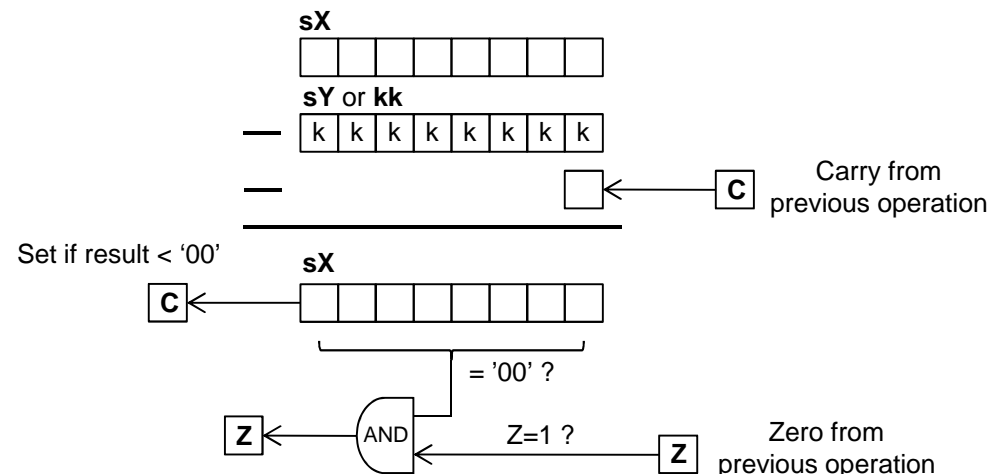 sX
sY or kk
k k k k k k k k
C
Carry from
previous operation
Set if result < ‘00’
sX
C
= ’00’ ?
Z
AND
Z=1 ?
Z
Zero from
previous operation